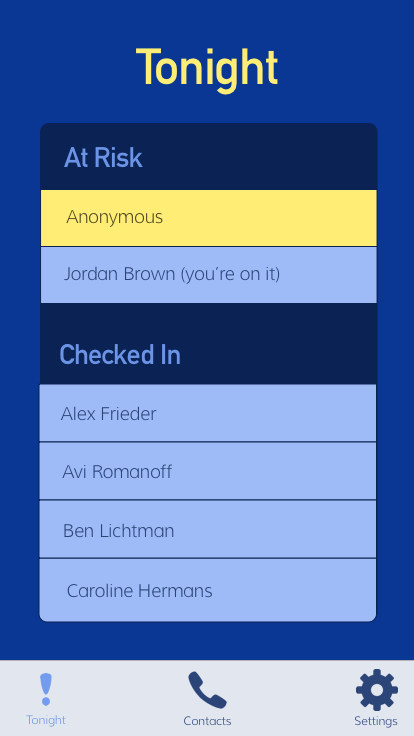 Tonight
At Risk
Anonymous
Jordan Brown (you’re on it)
Checked In
Alex Frieder
Avi Romanoff
Ben Lichtman
Caroline Hermans
Tonight
Contacts
Settings